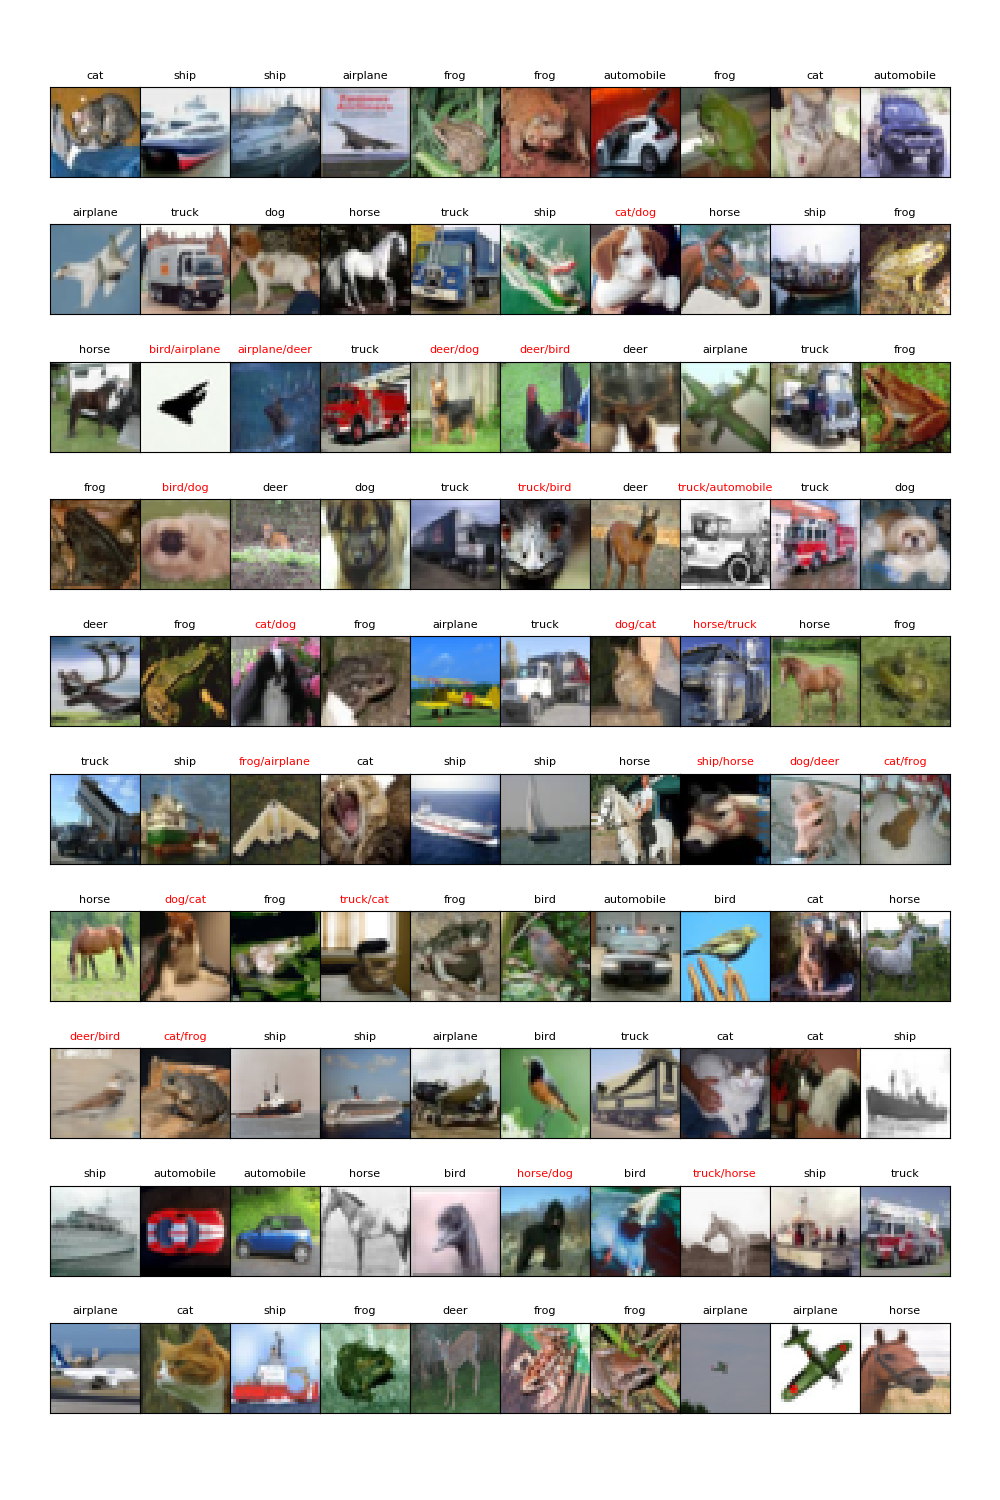 cat ship ship airplane frog frog automobile frog cat automobile
airplane truck dog horse truck ship cat/dog horse ship frog
horse bird/airplane airplane/deer truck deer/dog deer/bird deer airplane truck frog
frog bird/dog deer dog truck truck/bird deer truck/automobile truck dog
deer frog cat/dog frog airplane truck dog/cat horse/truck horse frog
truck ship frog/airplane cat ship ship horse ship/horse dog/deer cat/frog
horse dog/cat frog truck/cat frog bird automobile bird cat horse
deer/bird cat/frog ship ship airplane bird truck cat cat ship
ship automobile automobile horse bird horse/dog bird truck/horse ship truck
airplane cat ship frog deer frog frog airplane airplane horse